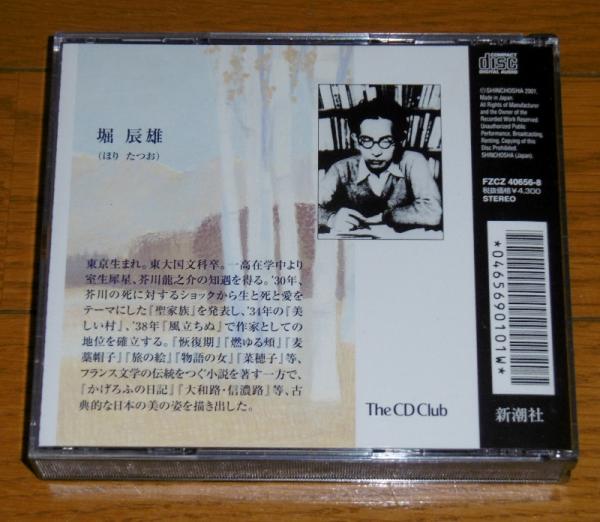 堀 辰雄
(ほり たつお)
東京生まれ。東大国文科卒。一高在学中より
室生犀星、芥川龍之介の知遇を得る。'30年、
芥川の死に対するショックから生と死と愛を
テーマにした『聖家族』を発表し、'34年の『美
しい村』、'38年『風立ちぬ』で作家としての
地位を確立する。『恢復期』『燃ゆる頬』『麦
藁帽子』『旅の絵』『物語の女』『菜穂子』等、
フランス文学の伝統をつぐ小説を著す一方で、
『かげろふの日記』『大和路・信濃路』等、古
典的な日本の美の姿を描き出した。
The CD Club
COMPACT
disc
DIGITAL AUDIO
Ⓟ©SHINCHOSHA 2001,
Made in Japan.
All Rights of Manufacturer
and the Owner of the
Recorded Work Reserved.
Unauthorized Public
Performance, Broadcasting,
Renting, Copying of this
Disc Prohibited.
SHINCHOSHA (Japan).
FZCZ 40656-8
税抜価格¥4,300
STEREO
*0465690101W*
新潮社